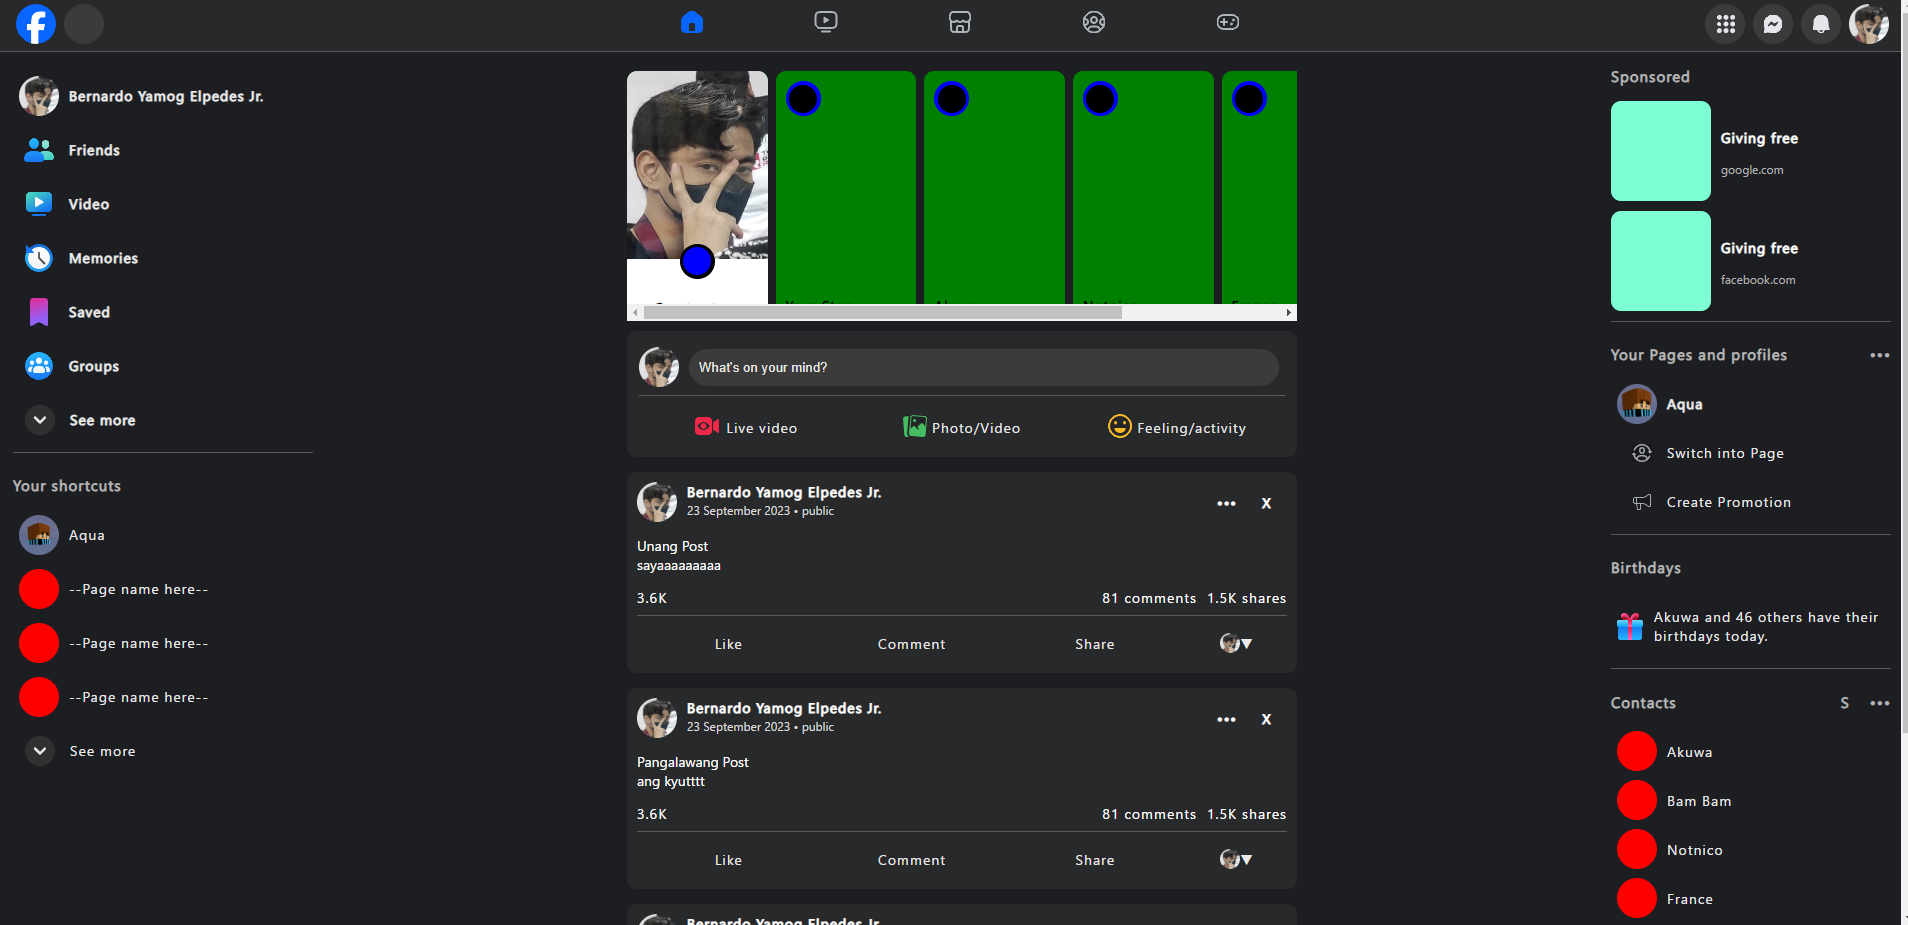 Bernardo Yamog Elpedes Jr.
Friends
Video
Memories
Saved
Groups
See more
Your shortcuts
Aqua
--Page name here--
--Page name here--
--Page name here--
See more
What's on your mind?
Live video
Photo/Video
Feeling/activity
Bernardo Yamog Elpedes Jr.
23 September 2023 • public
••• X
Unang Post
sayaaaaaaaaa
3.6K
81 comments 1.5K shares
Like
Comment
Share
Bernardo Yamog Elpedes Jr.
23 September 2023 • public
••• X
Pangalawang Post
ang kyutttt
3.6K
81 comments 1.5K shares
Like
Comment
Share
Bernardo Yamog Elpedes Jr.
Sponsored
Giving free
google.com
Giving free
facebook.com
Your Pages and profiles •••
Aqua
Switch into Page
Create Promotion
Birthdays
Akuwa and 46 others have their
birthdays today.
Contacts S •••
Akuwa
Bam Bam
Notnico
France